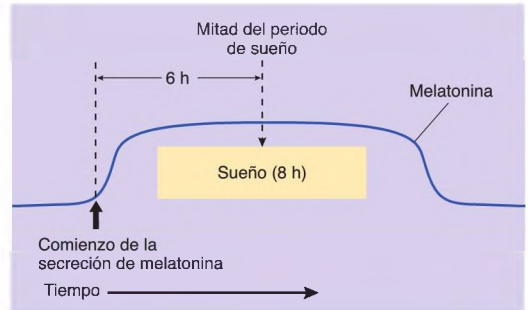 Mitad del periodo
de sueño
6 h
Melatonina
Sueño (8 h)
Comienzo de la
secreción de melatonina
Tiempo